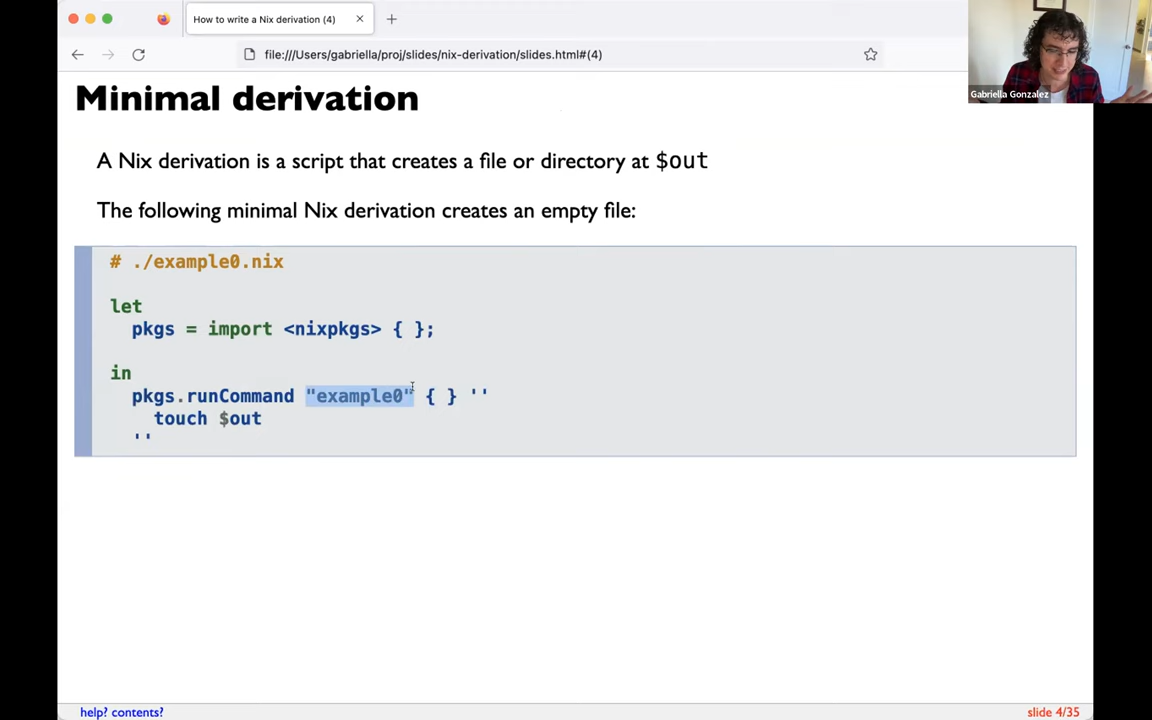 How to write a Nix derivation (4)
file:///Users/gabriella/proj/slides/nix-derivation/slides.html#(4)
Gabriella Gonzalez
Minimal derivation
A Nix derivation is a script that creates a file or directory at $out
The following minimal Nix derivation creates an empty file:
# ./example0.nix
let
pkgs = import <nixpkgs> { };
in
pkgs.runCommand "example0" { } ''
touch $out
''
help? contents?
slide 4/35